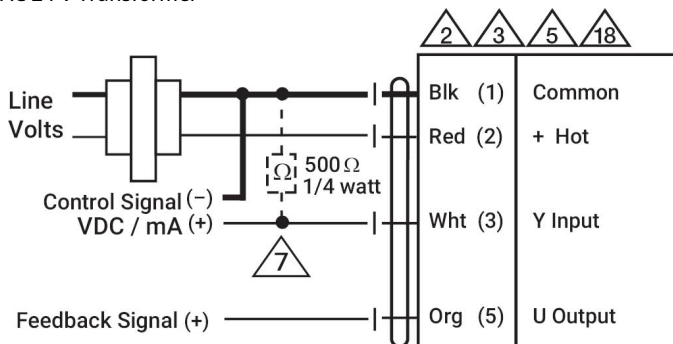 2 3 5 18
Line
Volts
Blk (1) Common
Red (2) + Hot
Ω 500 Ω
1/4 watt
Control Signal (–)
VDC / mA (+)
Wht (3) Y Input
7
Feedback Signal (+)
Org (5) U Output